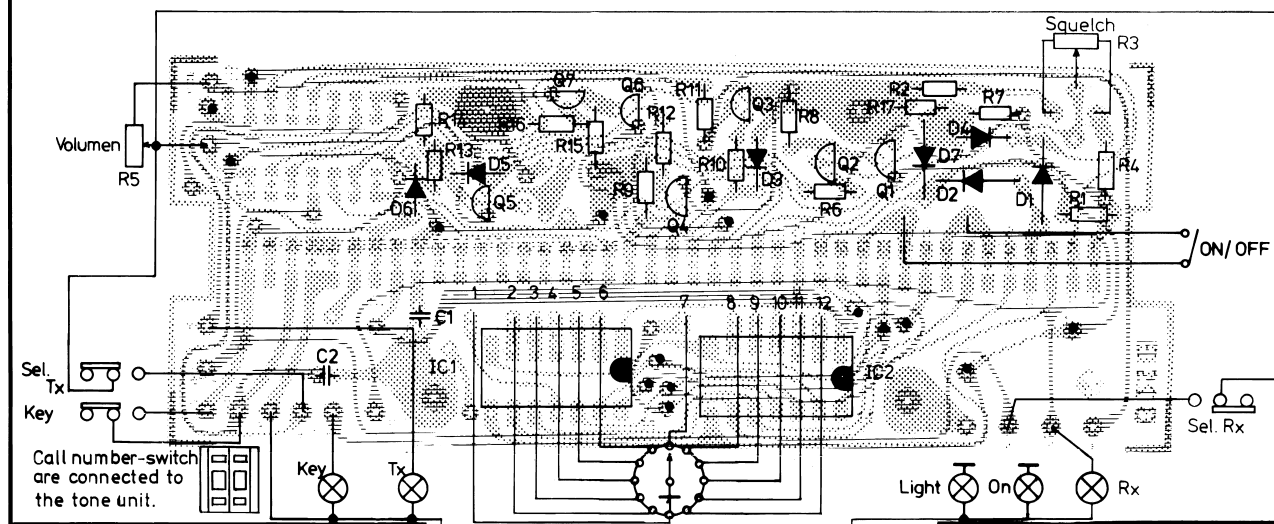 Squelch
R3
Q7
Q8
R11
Q3
R8
R2
R17
R7
R14
R16
R15
R12
D4
Volumen
R5
R13
D5
R10
D3
Q2
Q1
D7
R4
D6
Q5
R9
Q4
R6
D2
D1
R1
ON/OFF
1 2 3 4 5 6 7 8 9 10 11 12
C1
Sel.
Tx
C2
IC1
IC2
Key
Sel. Rx
Call number-switch
are connected to
the tone unit.
Key
Tx
Light
On
Rx